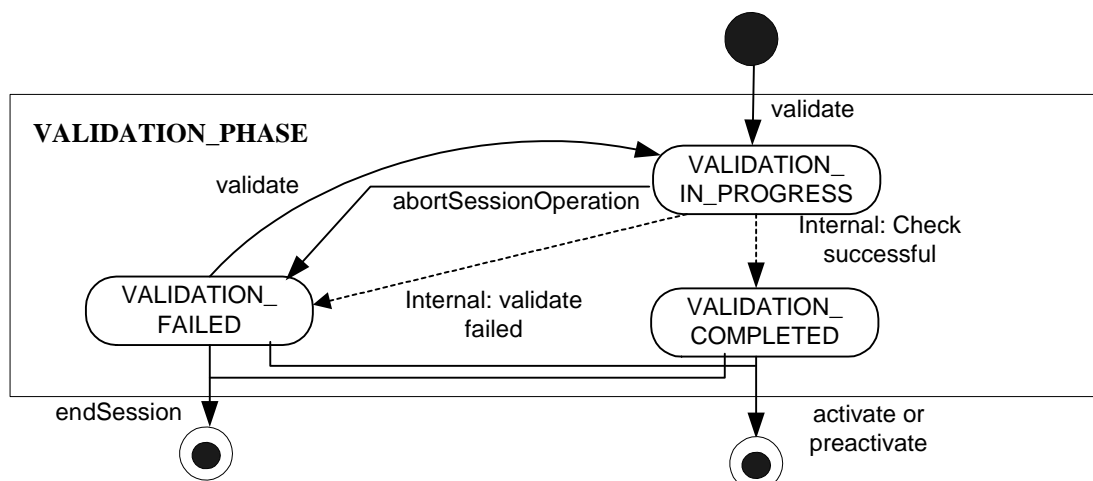 validate
VALIDATION_PHASE
VALIDATION_
IN_PROGRESS
validate
abortSessionOperation
Internal: Check
successful
VALIDATION_
FAILED
Internal: validate
failed
VALIDATION_
COMPLETED
endSession
activate or
preactivate